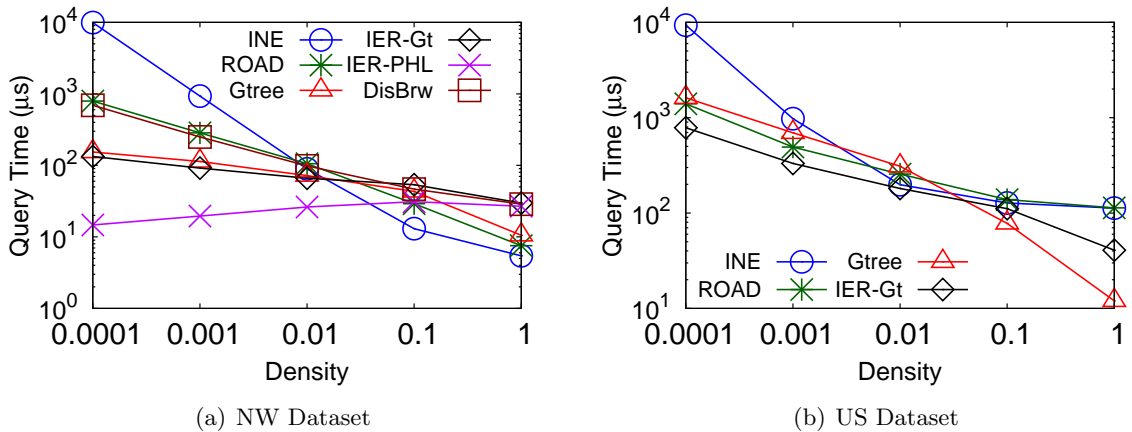 10^4
10^3
10^2
10^1
10^0
Query Time (μs)
INE
ROAD
Gtree
IER-Gt
IER-PHL
DisBrw
0.0001 0.001 0.01 0.1 1
Density
(a) NW Dataset
10^4
10^3
10^2
10^1
Query Time (μs)
INE
ROAD
Gtree
IER-Gt
0.0001 0.001 0.01 0.1 1
Density
(b) US Dataset